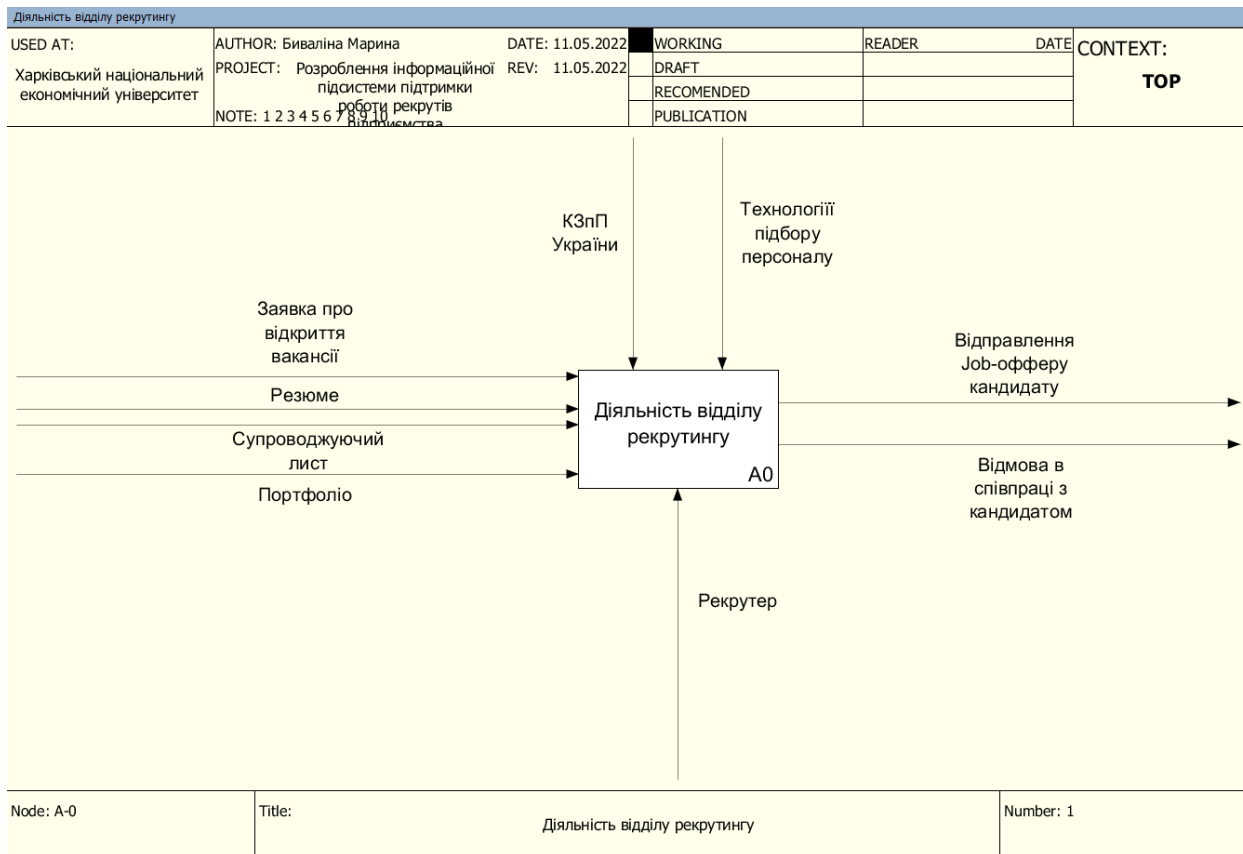 Діяльність відділу рекрутингу
USED AT:
Харківський національний
економічний університет
AUTHOR: Биваліна Марина
DATE: 11.05.2022
PROJECT: Розроблення інформаційної
підсистеми підтримки
роботи рекрутів
підприємства
REV: 11.05.2022
NOTE: 1 2 3 4 5 6 7 8 9 10
WORKING
DRAFT
RECOMENDED
PUBLICATION
READER
DATE
CONTEXT:
TOP
КЗпП
України
Технологіїї
підбору
персоналу
Заявка про
відкриття
вакансії
Резюме
Супроводжуючий
лист
Портфоліо
Діяльність відділу
рекрутингу
A0
Відправлення
Job-офферу
кандидату
Відмова в
співпраці з
кандидатом
Рекрутер
Node: A-0
Title:
Діяльність відділу рекрутингу
Number: 1